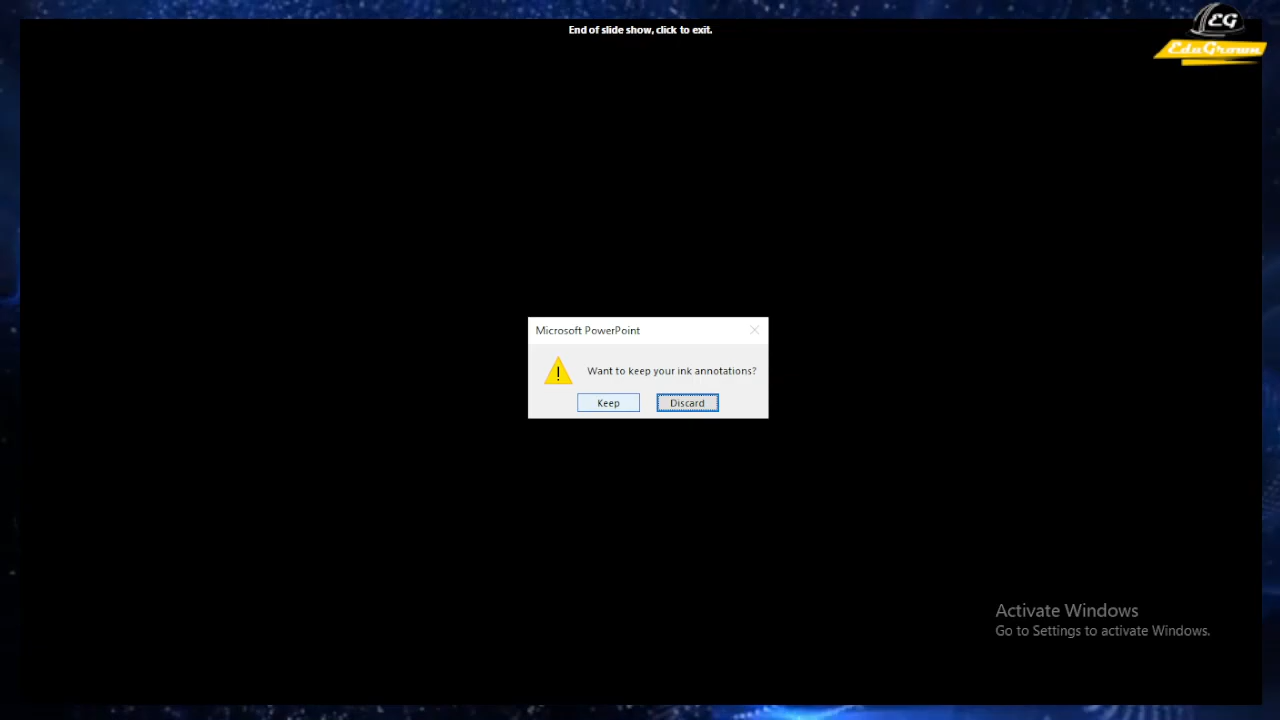 End of slide show, click to exit.
EG
EduGrown
Microsoft PowerPoint
Want to keep your ink annotations?
Keep
Discard
Activate Windows
Go to Settings to activate Windows.